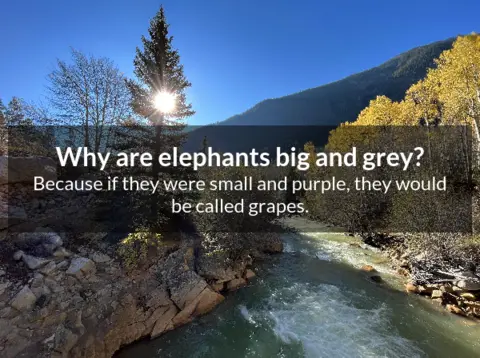 Why are elephants big and grey?
Because if they were small and purple, they would
be called grapes.